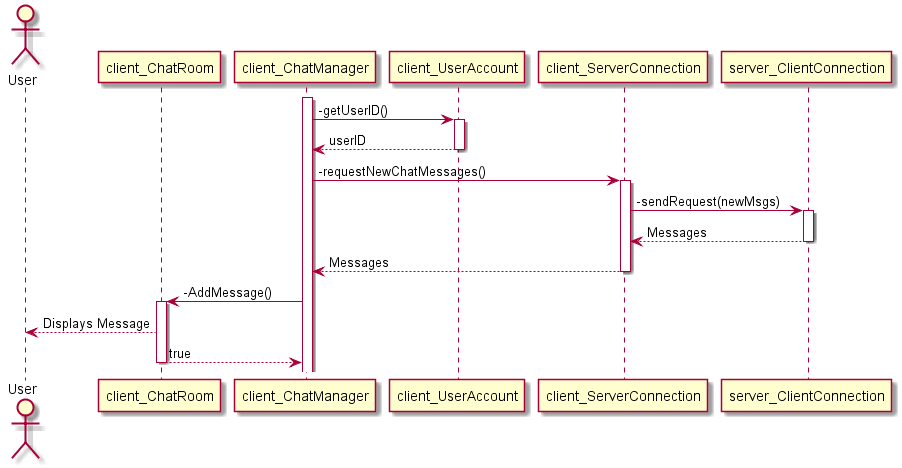 User
client_ChatRoom
client_ChatManager
client_UserAccount
client_ServerConnection
server_ClientConnection
-getUserID()
userID
-requestNewChatMessages()
-sendRequest(newMsgs)
Messages
Messages
-AddMessage()
Displays Message
true
User
client_ChatRoom
client_ChatManager
client_UserAccount
client_ServerConnection
server_ClientConnection